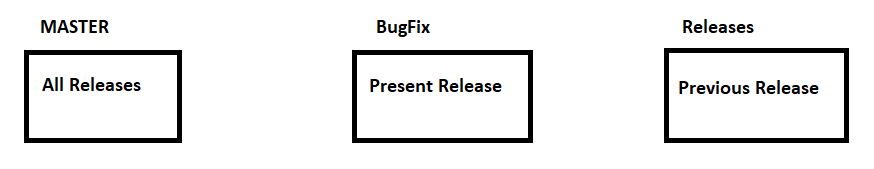 MASTER
BugFix
Releases
All Releases
Present Release
Previous Release